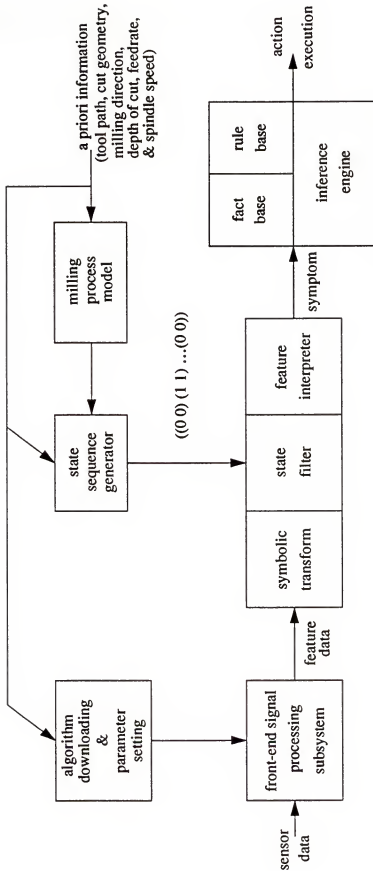 a priori information
(tool path, cut geometry,
milling direction,
depth of cut, feedrate,
& spindle speed)
algorithm
downloading
&
parameter
setting
state
sequence
generator
milling
process
model
((0 0) (1 1) ...(0 0))
sensor
data
front-end signal
processing
subsystem
feature
data
symbolic
transform
state
filter
feature
interpreter
symptom
fact
base
rule
base
inference
engine
action
execution